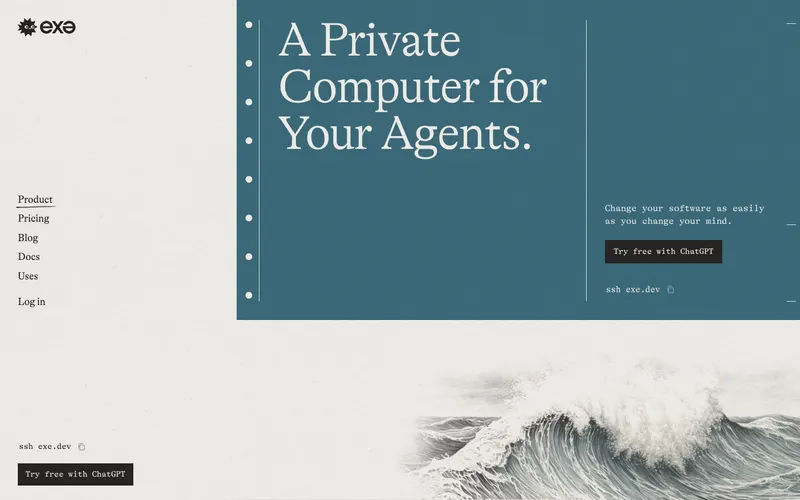 exe
Product
Pricing
Blog
Docs
Uses
Log in
ssh exe.dev
Try free with ChatGPT
A Private
Computer for
Your Agents.
Change your software as easily
as you change your mind.
Try free with ChatGPT
ssh exe.dev